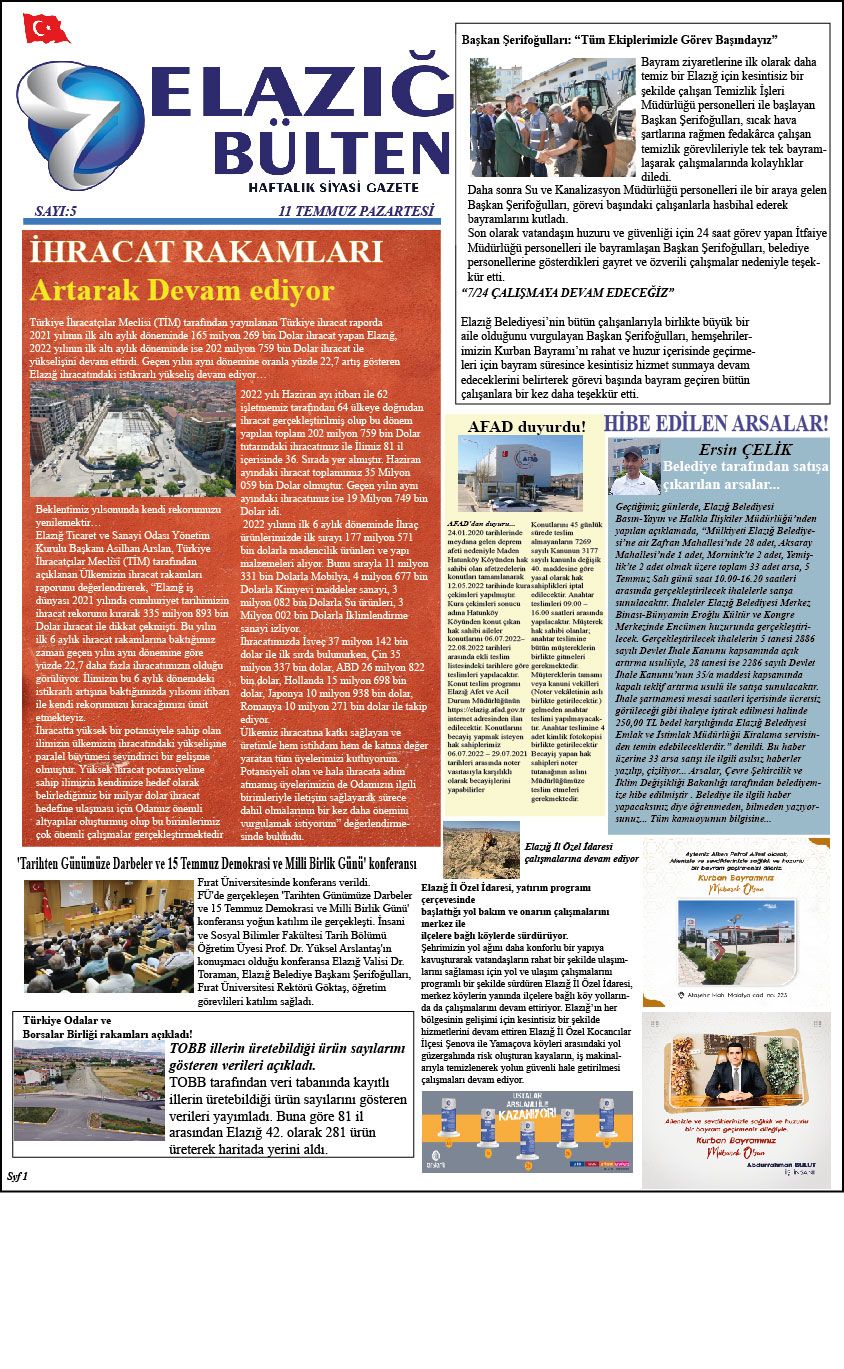 ELAZIĞ
BÜLTEN
HAFTALIK SİYASİ GAZETE
SAYI:5
11 TEMMUZ PAZARTESİ
Başkan Şerifoğulları: “Tüm Ekiplerimizle Görev Başındayız”
Bayram ziyaretlerine ilk olarak daha
temiz bir Elazığ için kesintisiz bir
şekilde çalışan Temizlik İşleri
Müdürlüğü personelleri ile başlayan
Başkan Şerifoğulları, sıcak hava
şartlarına rağmen fedakârca çalışan
temizlik görevlileriyle tek tek bayram-
laşarak çalışmalarında kolaylıklar
diledi.
Daha sonra Su ve Kanalizasyon Müdürlüğü personelleri ile bir araya gelen
Başkan Şerifoğulları, görevi başındaki çalışanlarla hasbihal ederek
bayramlarını kutladı.
Son olarak vatandaşın huzuru ve güvenliği için 24 saat görev yapan İtfaiye
Müdürlüğü personelleri ile bayramlaşan Başkan Şerifoğulları, belediye
personellerine gösterdikleri gayret ve özverili çalışmalar nedeniyle teşek-
kür etti.
“7/24 ÇALIŞMAYA DEVAM EDECEĞİZ”
Elazığ Belediyesi’nin bütün çalışanlarıyla birlikte büyük bir
aile olduğunu vurgulayan Başkan Şerifoğulları, hemşehriler-
imizin Kurban Bayramı’nı rahat ve huzur içerisinde geçirme-
leri için bayram süresince kesintisiz hizmet sunmaya devam
edeceklerini belirterek görevi başında bayram geçiren bütün
çalışanlara bir kez daha teşekkür etti.
İHRACAT RAKAMLARI
Artarak Devam ediyor
Türkiye İhracatçılar Meclisi (TİM) tarafından yayınlanan Türkiye ihracat raporda
2021 yılının ilk altı aylık döneminde 165 milyon 269 bin Dolar ihracat yapan Elazığ,
2022 yılının ilk altı aylık döneminde ise 202 milyon 759 bin Dolar ihracat ile
yükselişini devam ettirdi. Geçen yılın aynı dönemine oranla yüzde 22,7 artış gösteren
Elazığ ihracatındaki istikrarlı yükseliş devam ediyor…
Beklentimiz yılsonunda kendi rekorumuzu
yenilemektir…
Elazığ Ticaret ve Sanayi Odası Yönetim
Kurulu Başkanı Asilhan Arslan, Türkiye
İhracatçılar Meclisi (TİM) tarafından
açıklanan Ülkemizin ihracat rakamları
raporunu değerlendirerek, “Elazığ iş
dünyası 2021 yılında cumhuriyet tarihimizin
ihracat rekorunu kırarak 335 milyon 893 bin
Dolar ihracat ile dikkat çekmişti. Bu yılın
ilk 6 aylık ihracat rakamlarına baktığımız
zaman geçen yılın aynı dönemine göre
yüzde 22,7 daha fazla ihracatımızın olduğu
görülüyor. İlimizin bu 6 aylık dönemdeki
istikrarlı artışına baktığımızda yılsonu itibarı
ile kendi rekorumuzu kıracağımızı ümit
etmekteyiz.
İhracatta yüksek bir potansiyele sahip olan
ilimizin ülkemizin ihracatındaki yükselişine
paralel büyümesi sevindirici bir gelişme
olmuştur. Yüksek ihracat potansiyeline
sahip ilimizin kendimize hedef olarak
belirlediğimiz bir milyar dolar ihracat
hedefine ulaşması için Odamız önemli
altyapılar oluşturmuş olup bu birimlerimiz
çok önemli çalışmalar gerçekleştirmektedir
2022 yılı Haziran ayı itibarı ile 62
işletmemiz tarafından 64 ülkeye doğrudan
ihracat gerçekleştirilmiş olup bu dönem
yapılan toplam 202 milyon 759 bin Dolar
tutarındaki ihracatımız ile İlimiz 81 il
içerisinde 36. Sırada yer almıştır. Haziran
ayındaki ihracat toplamımız 35 Milyon
059 bin Dolar olmuştur. Geçen yılın aynı
ayındaki ihracatımız ise 19 Milyon 749 bin
Dolar idi.
2022 yılının ilk 6 aylık döneminde İhraç
ürünlerimizde ilk sırayı 177 milyon 571
bin dolarla madencilik ürünleri ve yapı
malzemeleri alıyor. Bunu sırayla 11 milyon
331 bin Dolarla Mobilya, 4 milyon 677 bin
Dolarla Kimyevi maddeler sanayi, 3
milyon 082 bin Dolarla Su ürünleri, 3
Milyon 002 bin Dolarla İklimlendirme
sanayi izliyor.
İhracatımızda İsveç 37 milyon 142 bin
dolar ile ilk sırda bulunurken, Çin 35
milyon 337 bin dolar, ABD 26 milyon 822
bin dolar, Hollanda 15 milyon 698 bin
dolar, Japonya 10 milyon 938 bin dolar,
Romanya 10 milyon 271 bin dolar ile takip
ediyor.
Ülkemiz ihracatına katkı sağlayan ve
üretimle hem istihdam hem de katma değer
yaratan tüm üyelerimizi kutluyorum.
Potansiyeli olan ve hala ihracata adım
atmamış üyelerimizin de Odamızın ilgili
birimleriyle iletişim sağlayarak sürece
dahil olmalarının bir kez daha önemini
vurgulamak istiyorum” değerlendirme-
sinde bulundu.
AFAD duyurdu!
AFAD
AFAD’dan duyuru...
24.01.2020 tarihlerinde
meydana gelen deprem
afeti nedeniyle Maden
Hatunköy Köyünden hak
sahibi olan afetzedelerin
konutları tamamlanarak
12.05.2022 tarihinde kura
çekimleri yapılmıştır.
Kura çekimleri sonucu
adına Hatunköy
Köyünden konut çıkan
hak sahibi aileler
konutlarını 06.07.2022–
22.08.2022 tarihleri
arasında ekli teslim
listesindeki tarihlere göre
teslimleri yapılacaktır.
Konut teslim programı
Elazığ Afet ve Acil
Durum Müdürlüğünün
https://elazig.afad.gov.tr
internet adresinden ilan
edilecektir. Konutlarını
becayiş yapmak isteyen
hak sahiplerimiz
06.07.2022 – 29.07.2021
tarihleri arasında noter
vasıtasıyla karşılıklı
olarak becayişlerini
yapabilirler
Konutlarını 45 günlük
sürede teslim
almayanların 7269
sayılı Kanunun 3177
sayılı kanunla değişik
40. maddesine göre
yasal olarak hak
sahiplikleri iptal
edilecektir. Anahtar
teslimleri 09.00 –
16.00 saatleri arasında
yapılacaktır. Müşterek
hak sahibi olanlar;
anahtar teslimine
bütün müştereklerin
birlikte gitmeleri
gerekmektedir.
Müştereklerin tamamı
veya kanuni vekilleri
(Noter vekâletinin aslı
birlikte getirilecektir.)
gelmeden anahtar
teslimi yapılmayacak-
tır. Anahtar teslimine 4
adet kimlik fotokopisi
birlikte getirilecektir
Becayiş yapan hak
sahipleri noter
tutanağının aslını
Müdürlüğümüze
teslim etmeleri
gerekmektedir.
HİBE EDİLEN ARSALAR!
Ersin ÇELİK
Belediye tarafından satışa
çıkarılan arsalar...
Geçtiğimiz günlerde, Elazığ Belediyesi
Basın-Yayın ve Halkla İlişkiler Müdürlüğü’nden
yapılan açıklamada, “Mülkiyeti Elazığ Belediye-
si’ne ait Zafran Mahallesi’nde 28 adet, Aksaray
Mahallesi’nde 1 adet, Mornink’te 2 adet, Yemiş-
lik’te 2 adet olmak üzere toplam 33 adet arsa, 5
Temmuz Salı günü saat 10.00-16.20 saatleri
arasında gerçekleştirilecek ihalelerle satışa
sunulacaktır. İhaleler Elazığ Belediyesi Merkez
Binası-Bünyamin Eroğlu Kültür ve Kongre
Merkezinde Encümen huzurunda gerçekleştiri-
lecek. Gerçekleştirilecek ihalelerin 5 tanesi 2886
sayılı Devlet İhale Kanunu kapsamında açık
artırma usulüyle, 28 tanesi ise 2286 sayılı Devlet
İhale Kanunu’nun 35/a maddesi kapsamında
kapalı teklif artırma usulü ile satışa sunulacaktır.
İhale şartnamesi mesai saatleri içerisinde ücretsiz
görüleceği gibi ihaleye iştirak edilmesi halinde
250,00 TL bedel karşılığında Elazığ Belediyesi
Emlak ve İstimlak Müdürlüğü Kiralama servisin-
den temin edebileceklerdir.” denildi. Bu haber
üzerine 33 arsa satışı ile ilgili asılsız haberler
yazılıp, çiziliyor... Arsalar, Çevre Şehircilik ve
İklim Değişikliği Bakanlığı tarafından belediyem-
ize hibe edilmiştir . Belediye ile ilgili haber
yapacaksınız diye öğrenmeden, bilmeden yazıyor-
sunuz... Tüm kamuoyunun bilgisine...
'Tarihten Günümüze Darbeler ve 15 Temmuz Demokrasi ve Milli Birlik Günü' konferansı
Fırat Üniversitesinde konferans verildi.
FÜ'de gerçekleşen 'Tarihten Günümüze Darbeler
ve 15 Temmuz Demokrasi ve Milli Birlik Günü'
konferansı yoğun katılım ile gerçekleşti. İnsani
ve Sosyal Bilimler Fakültesi Tarih Bölümü
Öğretim Üyesi Prof. Dr. Yüksel Arslantaş'ın
konuşmacı olduğu konferansa Elazığ Valisi Dr.
Toraman, Elazığ Belediye Başkanı Şerifoğulları,
Fırat Üniversitesi Rektörü Göktaş, öğretim
görevlileri katılım sağladı.
Türkiye Odalar ve
Borsalar Birliği rakamları açıkladı!
TOBB illerin üretebildiği ürün sayılarını
gösteren verileri açıkladı.
TOBB tarafından veri tabanında kayıtlı
illerin üretebildiği ürün sayılarını gösteren
verileri yayımladı. Buna göre 81 il
arasından Elazığ 42. olarak 281 ürün
üreterek haritada yerini aldı.
Elazığ İl Özel İdaresi
çalışmalarına devam ediyor
Elazığ İl Özel İdaresi, yatırım programı
çerçevesinde
başlattığı yol bakım ve onarım çalışmalarını
merkez ile
ilçelere bağlı köylerde sürdürüyor.
Şehrimizin yol ağını daha konforlu bir yapıya
kavuşturarak vatandaşların rahat bir şekilde ulaşım-
larını sağlaması için yol ve ulaşım çalışmalarını
programlı bir şekilde sürdüren Elazığ İl Özel İdaresi,
merkez köylerin yanında ilçelere bağlı köy yolların-
da da çalışmalarını devam ettiriyor. Elazığ’ın her
bölgesinin gelişimi için kesintisiz bir şekilde
hizmetlerini devam ettiren Elazığ İl Özel Kocancılar
İlçesi Şenova ile Yamaçova köyleri arasındaki yol
güzergahında risk oluşturan kayaların, iş makinal-
arıyla temizlenerek yolun güvenli hale getirilmesi
çalışmaları devam ediyor.
USTALAR
ARSLANLI İLE
KAZANIYOR!
Aytemiz Alken Petrol Ailesi olarak,
Ailenizle ve sevdiklerinizle sağlıklı ve huzurlu
bir bayram geçirmenizi dileriz.
Kurban Bayramınız
Mübarek Olsun
Ataşehir Mah. Malatya cad. no. 223
Ailenizle ve sevdiklerinizle sağlıklı ve huzurlu
bir bayram geçirmeniz dileğiyle.
Kurban Bayramınız
Mübarek Olsun
Abdurrahman BULUT
İŞ İNSANI
Syf 1